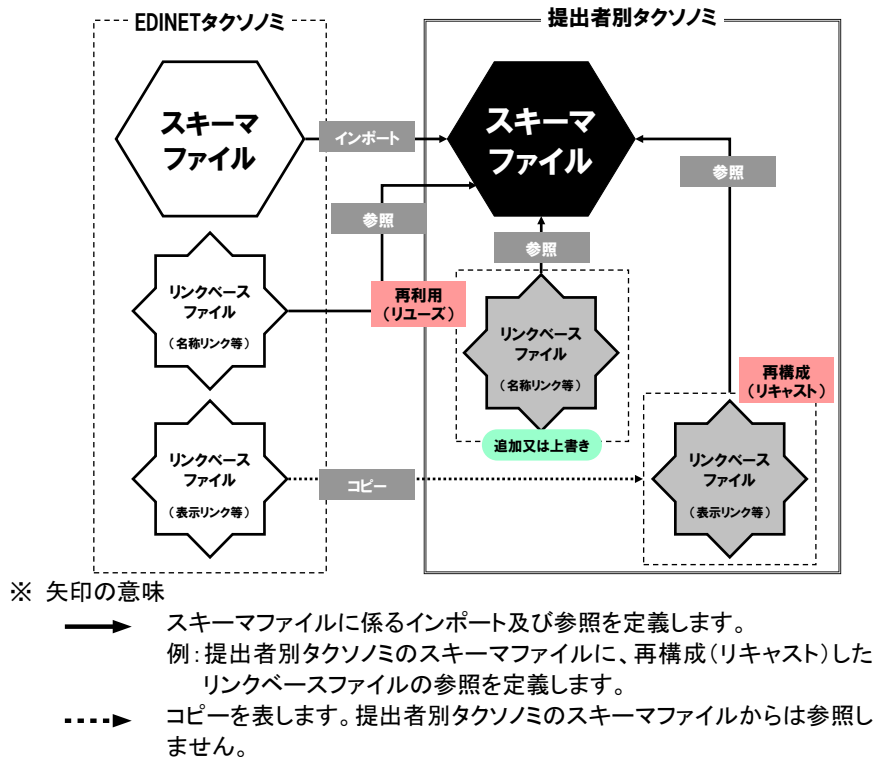 EDINETタクソノミ
提出者別タクソノミ
スキーマ
ファイル
インポート
スキーマ
ファイル
参照
参照
参照
リンクベース
ファイル
（名称リンク等）
再利用
（リユーズ）
リンクベース
ファイル
（名称リンク等）
追加又は上書き
再構成
（リキャスト）
リンクベース
ファイル
（表示リンク等）
コピー
リンクベース
ファイル
（表示リンク等）
※ 矢印の意味
スキーマファイルに係るインポート及び参照を定義します。
例：提出者別タクソノミのスキーマファイルに、再構成（リキャスト）した
リンクベースファイルの参照を定義します。
コピーを表します。提出者別タクソノミのスキーマファイルからは参照し
ません。